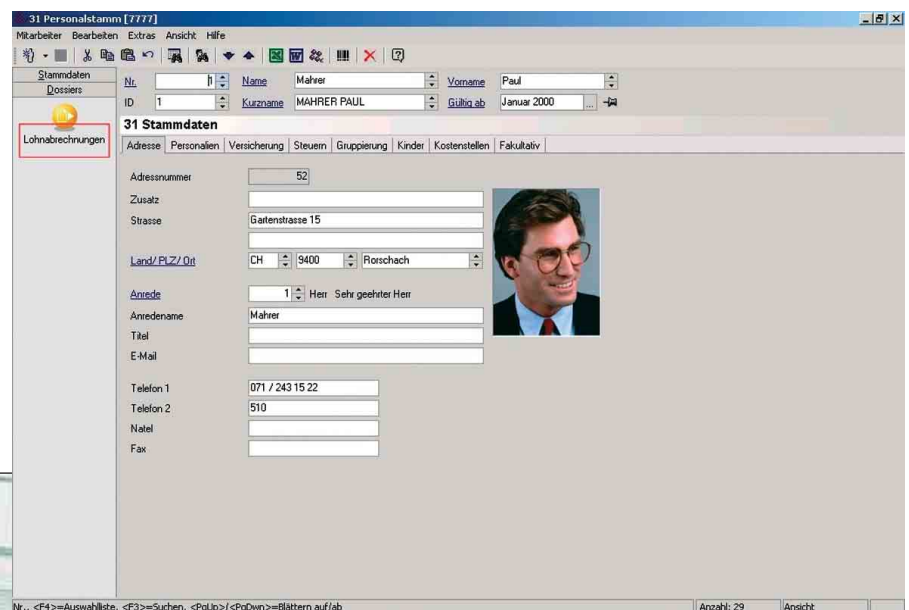 31 Personalstamm [7777]
Mitarbeiter Bearbeiten Extras Ansicht Hilfe
Stammdaten
Dossiers
Lohnabrechnungen
Nr. 1 Name Mahrer Vorname Paul
ID 1 Kurzname MAHRER PAUL Gültig ab Januar 2000 ...
31 Stammdaten
Adresse Personalien Versicherung Steuern Gruppierung Kinder Kostenstellen Fakultativ
Adressnummer 52
Zusatz
Strasse Gartenstrasse 15
Land/ PLZ/ Ort CH 9400 Rorschach
Anrede 1 Herr Sehr geehrter Herr
Anredename Mahrer
Titel
E-Mail
Telefon 1 071 / 243 15 22
Telefon 2 510
Natel
Fax
Nr., <F4>=Auswahlliste, <F3>=Suchen, <PgUp>/<PgDwn>=Blättern auf/ab Anzahl: 29 Ansicht